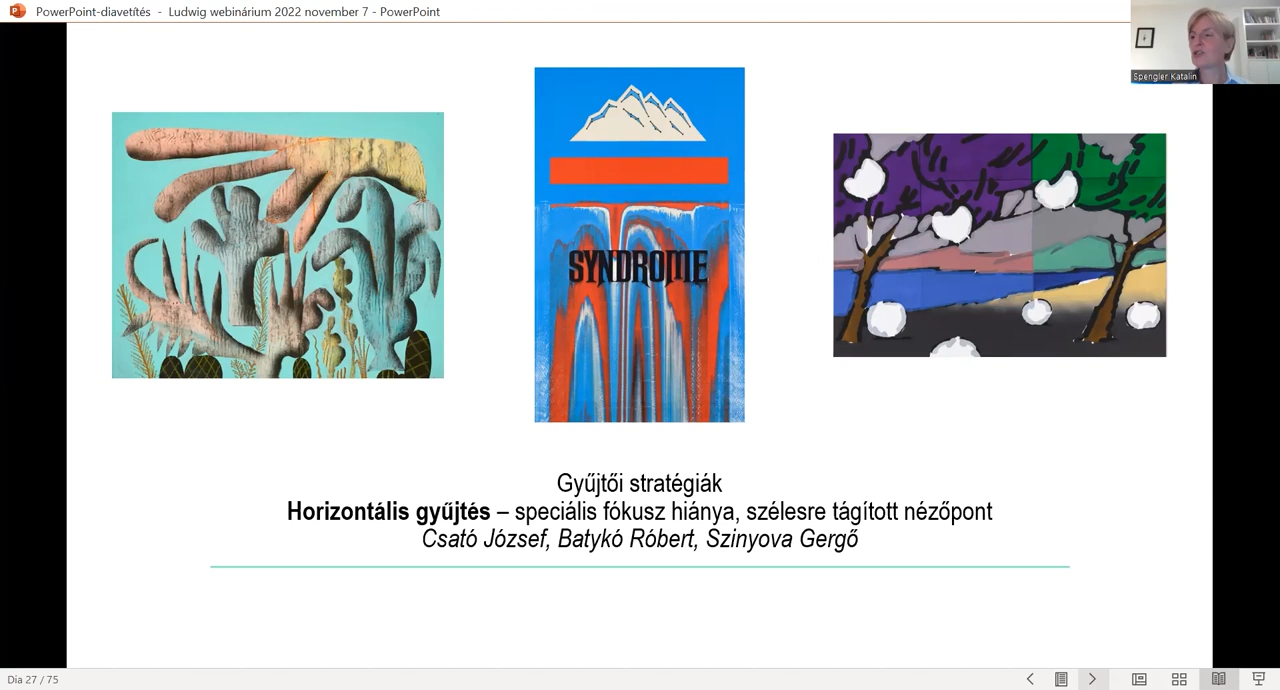 PowerPoint-diavetítés - Ludwig webinárium 2022 november 7 - PowerPoint
Spengler Katalin
SYNDROME
Gyűjtői stratégiák
Horizontális gyűjtés – speciális fókusz hiánya, szélesre tágított nézőpont
Csató József, Batykó Róbert, Szinyova Gergő
Dia 27 / 75